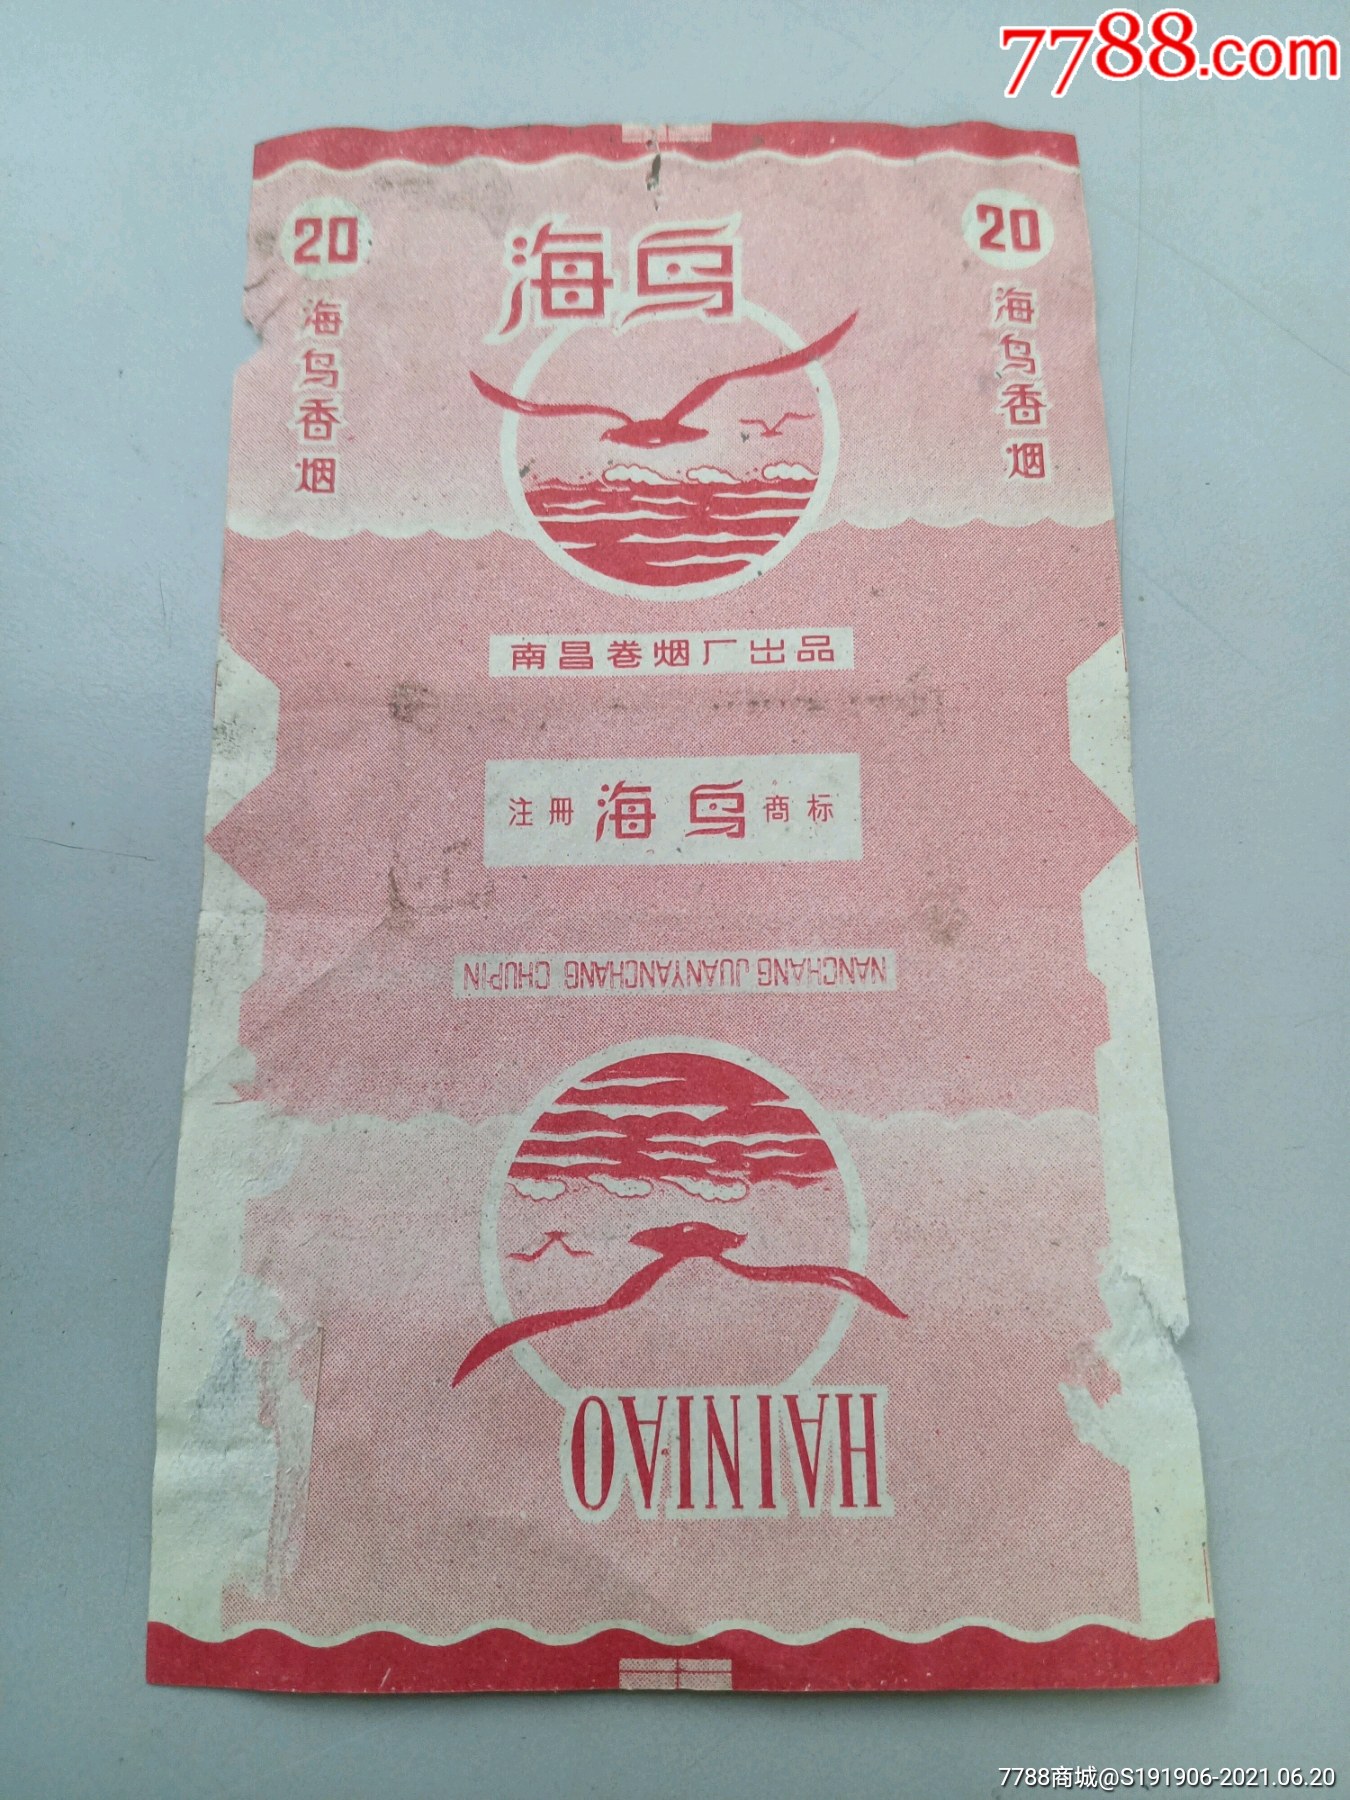 7788.com
20
海鸟
20
海鸟香烟
海鸟香烟
南昌卷烟厂出品
注册 海鸟 商标
NANCHANG JUANYANCHANG CHUPIN
HAINIAO
7788商城@S191906-2021.06.20